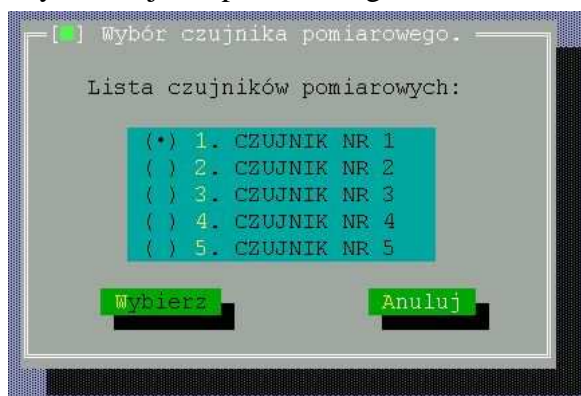 [■] Wybór czujnika pomiarowego.
Lista czujników pomiarowych:
(•) 1. CZUJNIK NR 1
( ) 2. CZUJNIK NR 2
( ) 3. CZUJNIK NR 3
( ) 4. CZUJNIK NR 4
( ) 5. CZUJNIK NR 5
Wybierz Anuluj